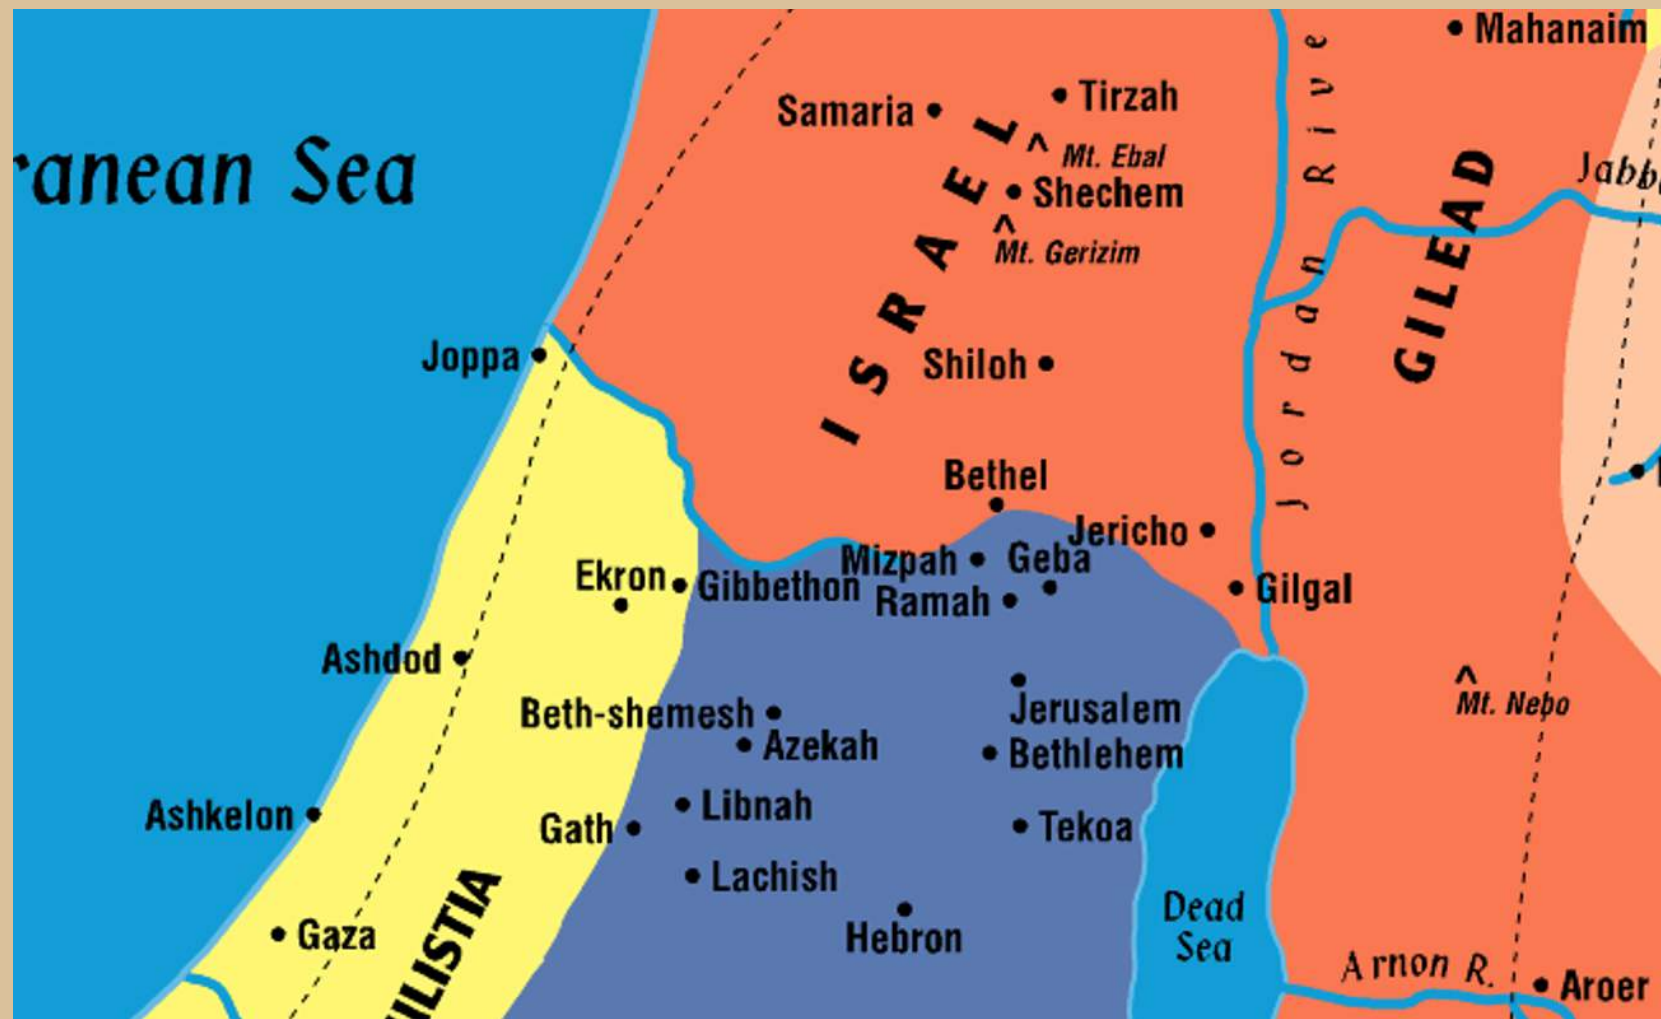 Mahanaim
Samaria
Tirzah
Mt. Ebal
ranean Sea
Shechem
Mt. Gerizim
ISRAEL
Jordan Rive
GILEAD
Joppa
Shiloh
Bethel
Jericho
Mizpah
Geba
Ekron
Gibbethon
Ramah
Gilgal
Ashdod
Beth-shemesh
Jerusalem
Mt. Nebo
Azekah
Bethlehem
Ashkelon
Gath
Libnah
Tekoa
Lachish
Gaza
Hebron
Dead
Sea
ILISTIA
Arnon R.
Aroer